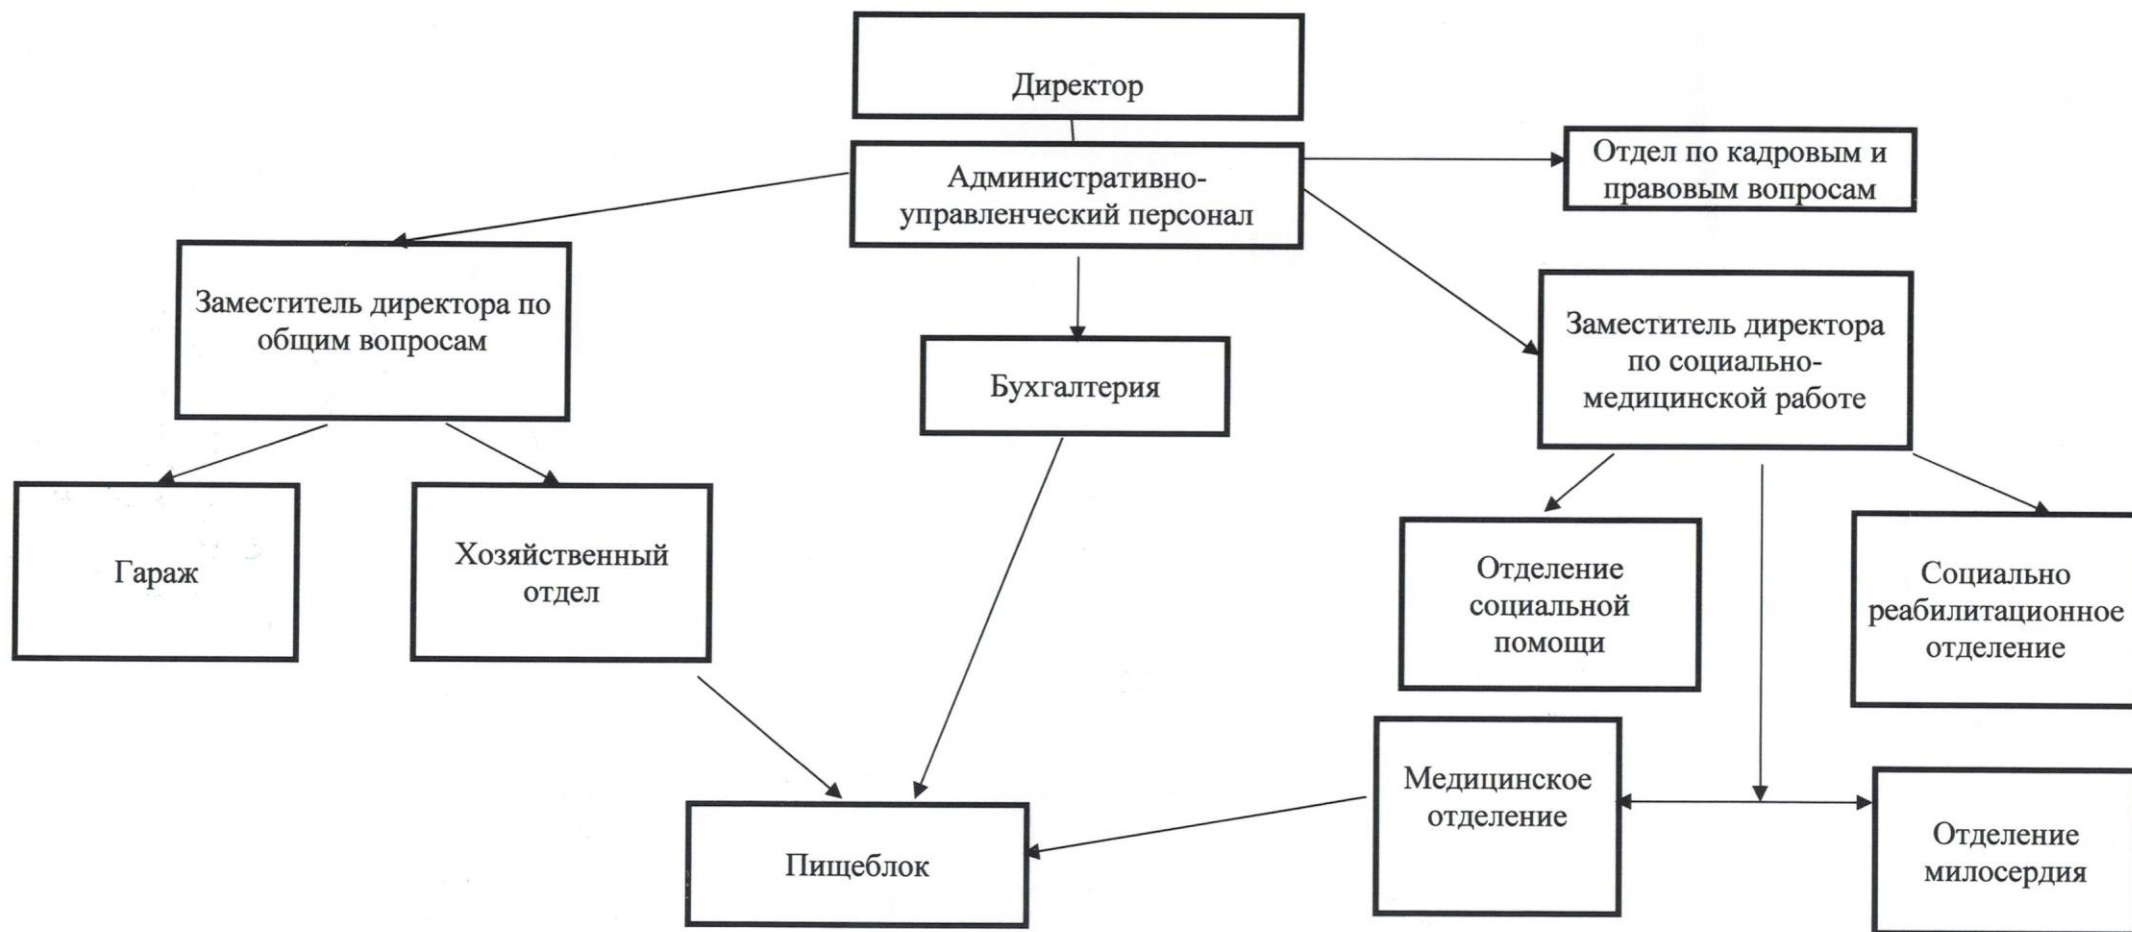 Директор
Административно-
управленческий персонал
Отдел по кадровым и
правовым вопросам
Заместитель директора по
общим вопросам
Бухгалтерия
Заместитель директора
по социально-
медицинской работе
Гараж
Хозяйственный
отдел
Отделение
социальной
помощи
Социально
реабилитационное
отделение
Пищеблок
Медицинское
отделение
Отделение
милосердия